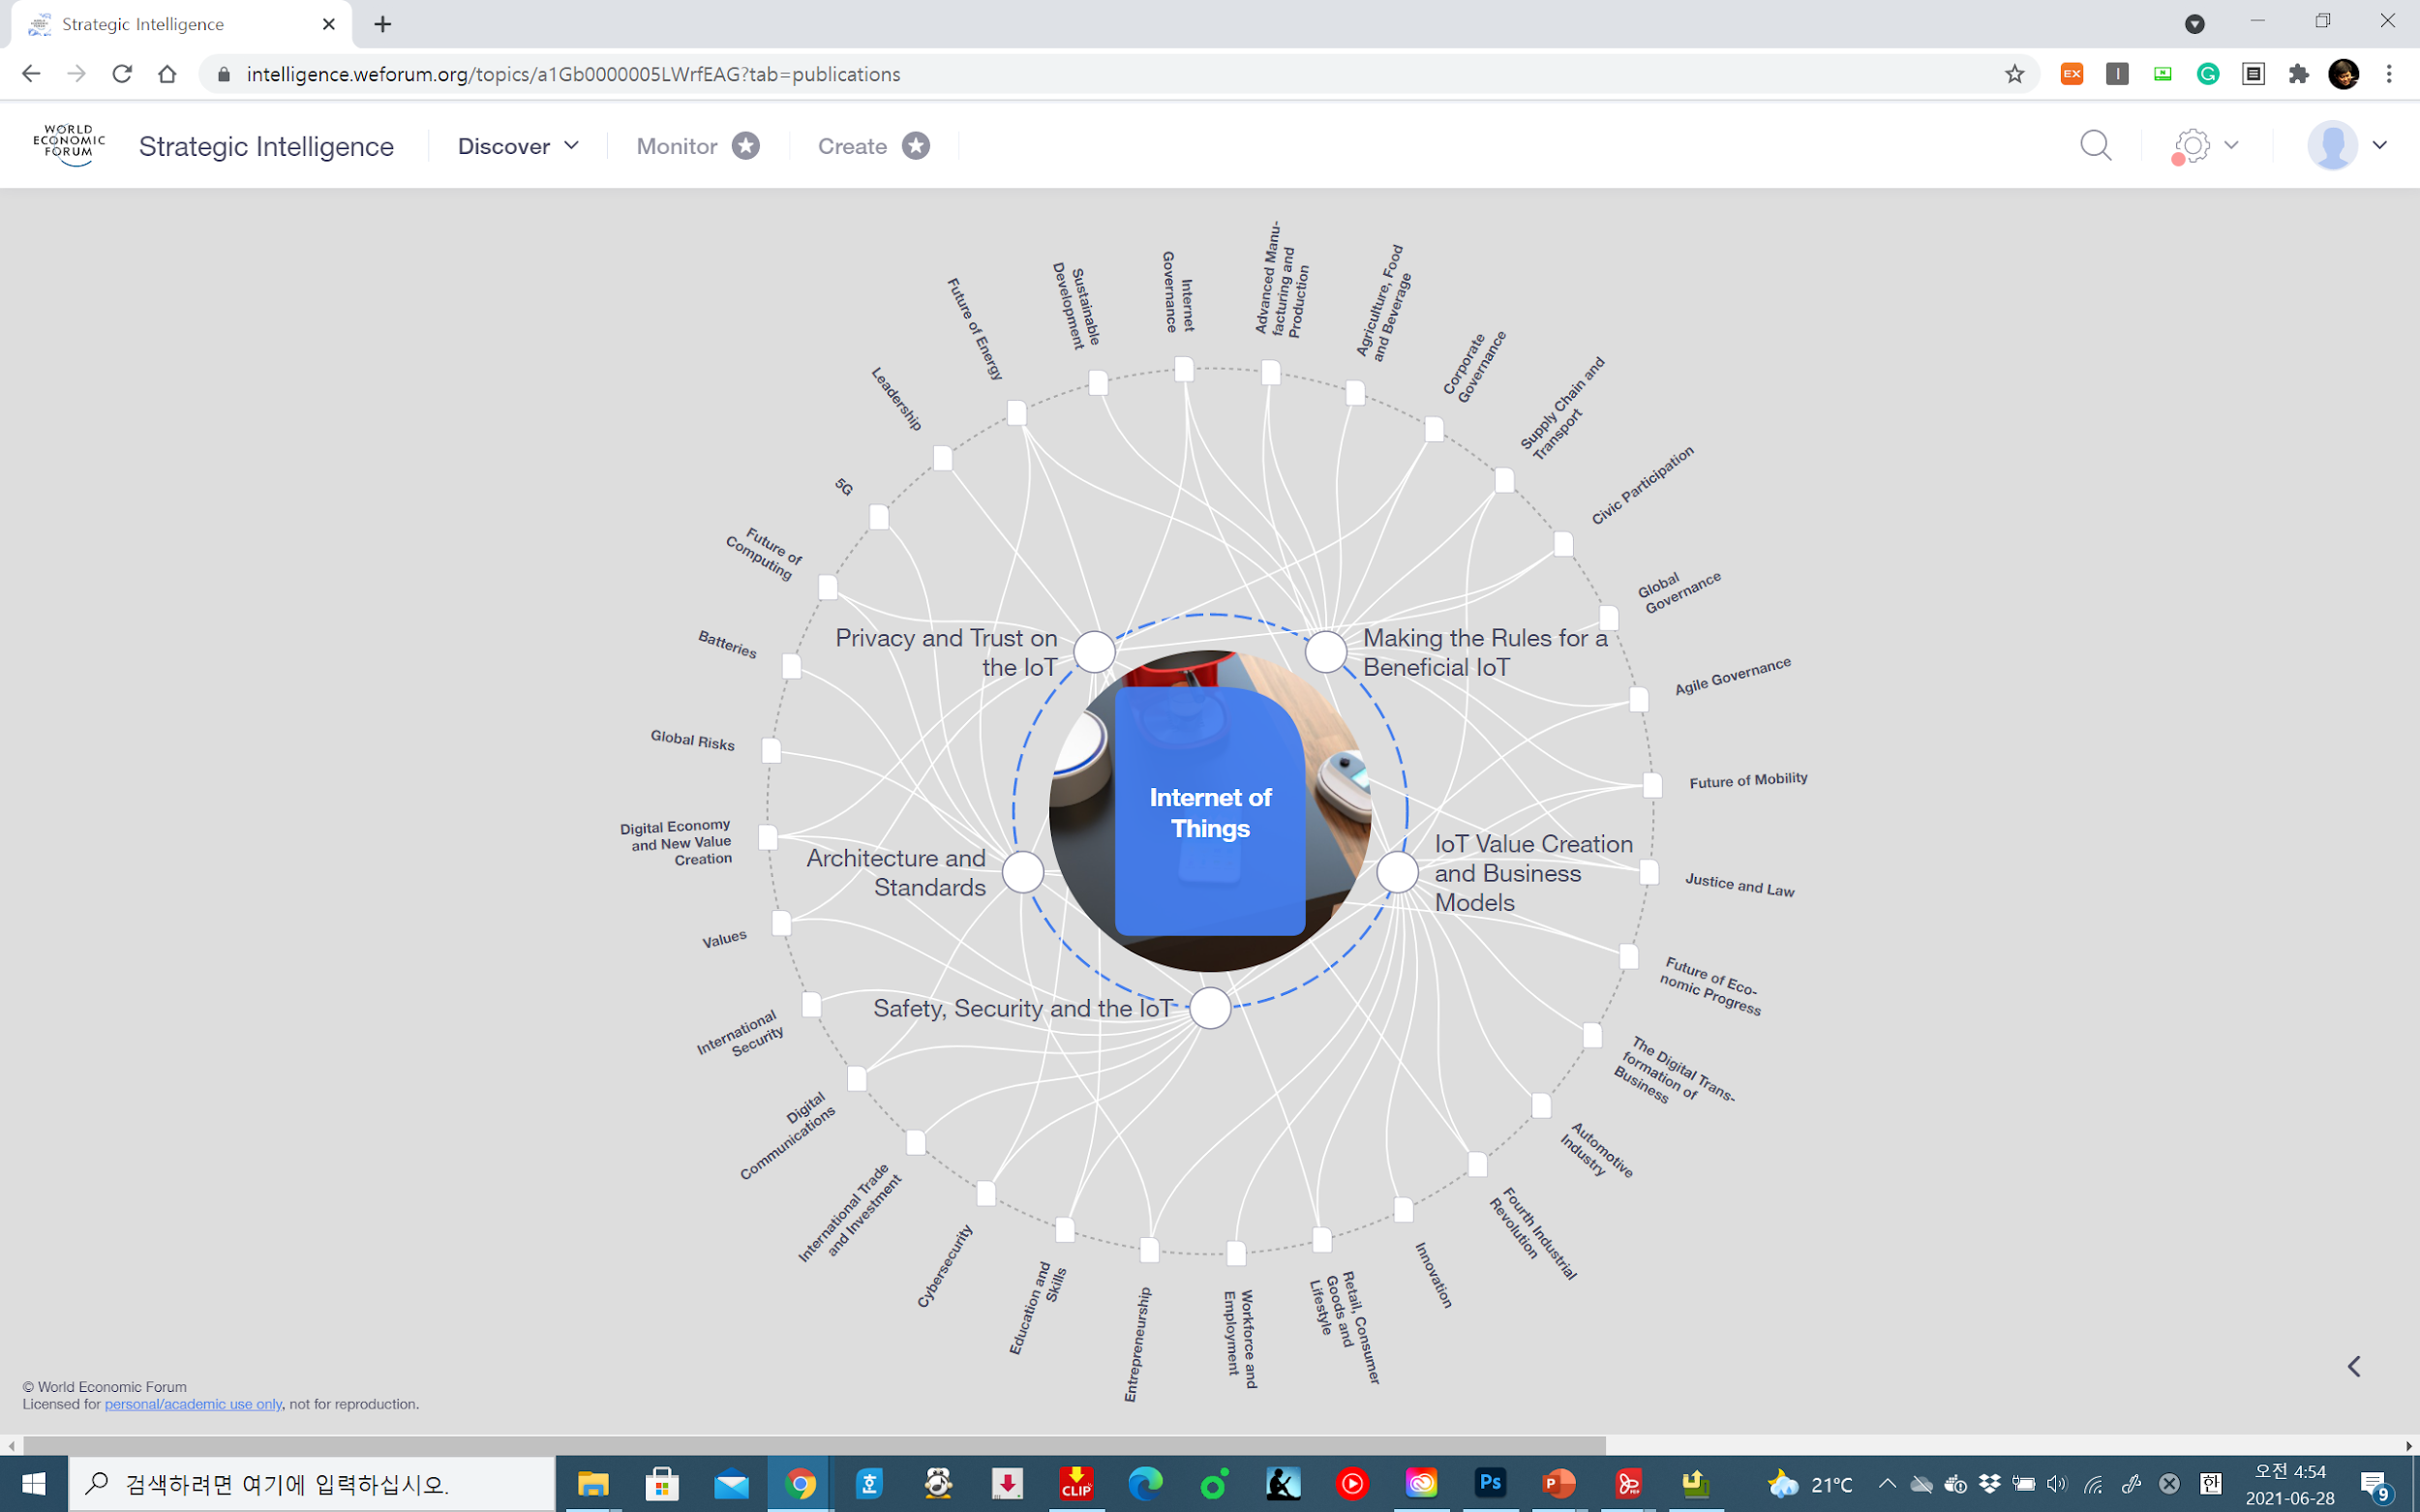 Strategic Intelligence
intelligence.weforum.org/topics/a1Gb0000005LWrfEAG?tab=publications
EX
WORLD
ECONOMIC
FORUM
Strategic Intelligence
Discover
Monitor
Create
Leadership
Future of Energy
Sustainable
Development
Internet
Governance
Advanced Manu-
facturing and
Production
Agriculture, Food
and Beverage
Corporate
Governance
Supply Chain and
Transport
Civic Participation
Global
Governance
Agile Governance
Future of Mobility
Justice and Law
Future of Eco-
nomic Progress
The Digital Trans-
formation of
Business
Automotive
Industry
Fourth Industrial
Revolution
Innovation
Retail, Consumer
Goods and
Lifestyle
Workforce and
Employment
Entrepreneurship
Education and
Skills
Cybersecurity
International Trade
and Investment
Digital
Communications
International
Security
Values
Digital Economy
and New Value
Creation
Global Risks
Batteries
Future of
Computing
5G
Privacy and Trust on
the IoT
Making the Rules for a
Beneficial IoT
Internet of
Things
Architecture and
Standards
IoT Value Creation
and Business
Models
Safety, Security and the IoT
© World Economic Forum
Licensed for personal/academic use only, not for reproduction.
검색하려면 여기에 입력하십시오.
CLIP
Ps
21°C
한
오전 4:54
2021-06-28
9